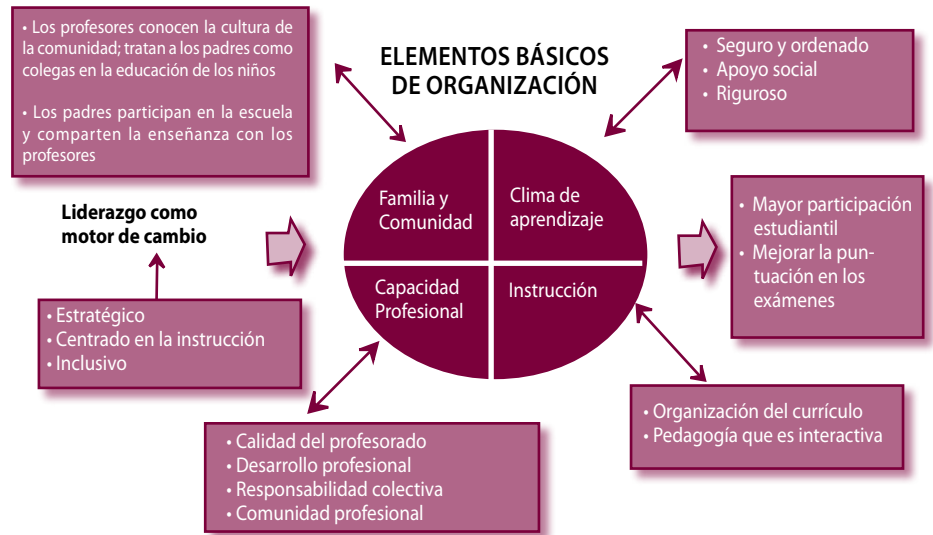 • Los profesores conocen la cultura de
la comunidad; tratan a los padres como
colegas en la educación de los niños
• Los padres participan en la escuela
y comparten la enseñanza con los
profesores
ELEMENTOS BÁSICOS
DE ORGANIZACIÓN
• Seguro y ordenado
• Apoyo social
• Riguroso
Liderazgo como
motor de cambio
Familia y
Comunidad
Clima de
aprendizaje
• Mayor participación
estudiantil
• Mejorar la pun-
tuación en los
exámenes
Capacidad
Profesional
Instrucción
• Estratégico
• Centrado en la instrucción
• Inclusivo
• Organización del currículo
• Pedagogía que es interactiva
• Calidad del profesorado
• Desarrollo profesional
• Responsabilidad colectiva
• Comunidad profesional